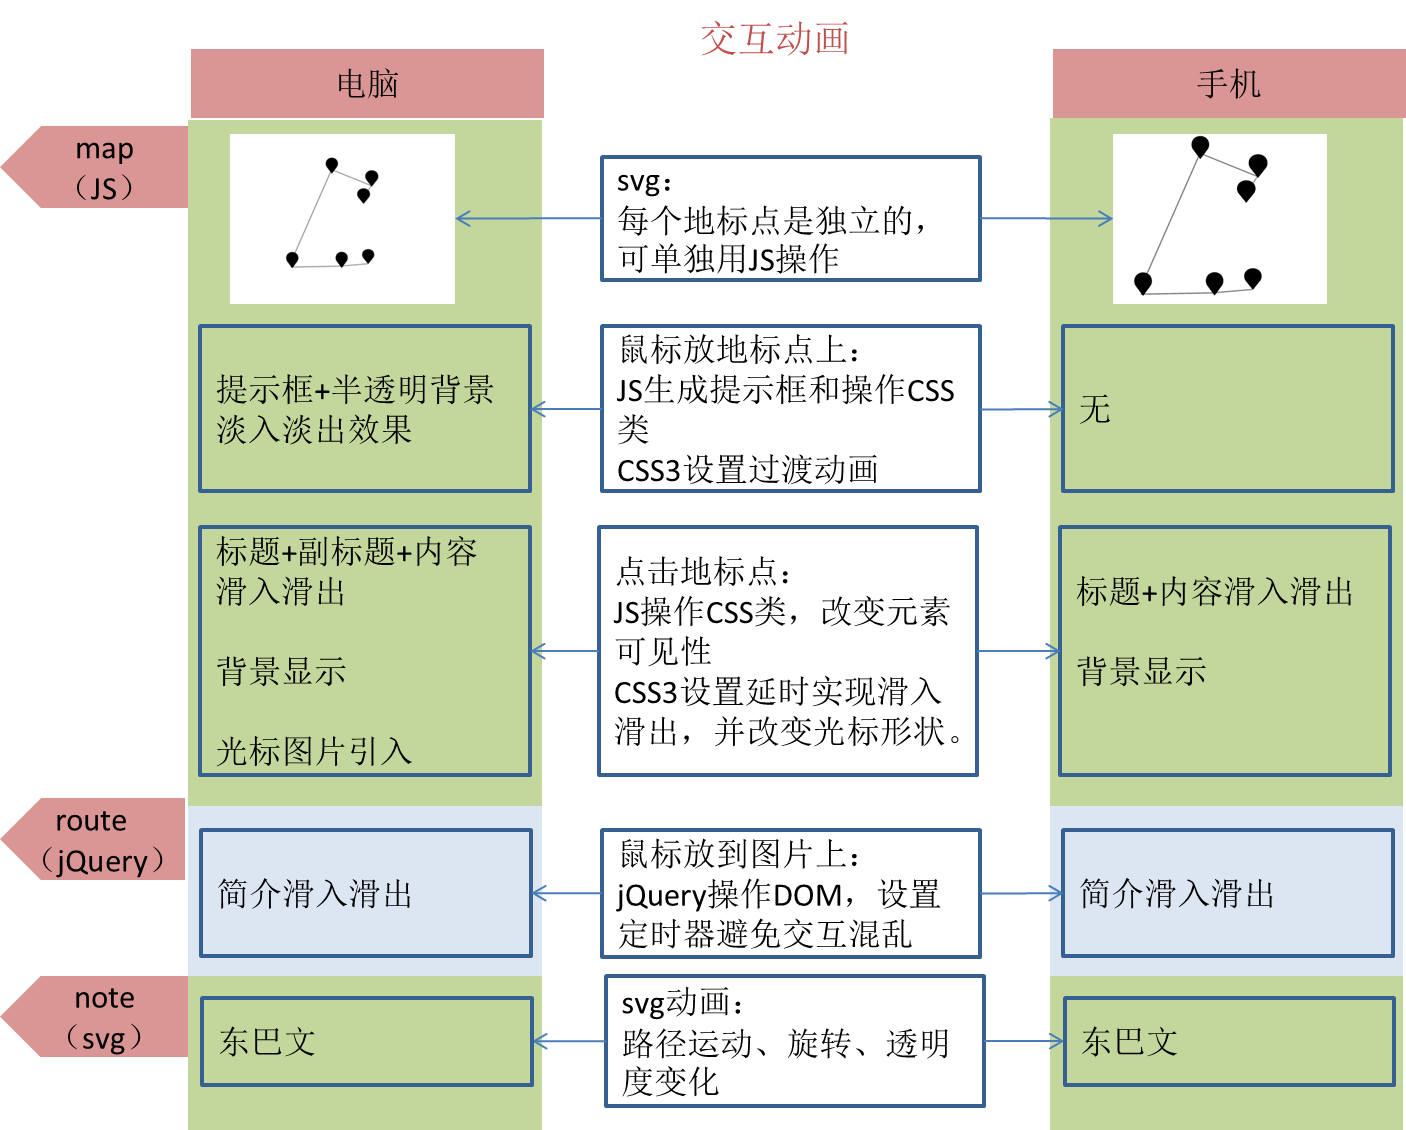 交互动画
电脑
手机
map
（JS）
svg：
每个地标点是独立的，
可单独用JS操作
提示框+半透明背景
淡入淡出效果
鼠标放地标点上：
JS生成提示框和操作CSS
类
CSS3设置过渡动画
无
标题+副标题+内容
滑入滑出
背景显示
光标图片引入
点击地标点：
JS操作CSS类，改变元素
可见性
CSS3设置延时实现滑入
滑出，并改变光标形状。
标题+内容滑入滑出
背景显示
route
（jQuery）
简介滑入滑出
鼠标放到图片上：
jQuery操作DOM，设置
定时器避免交互混乱
简介滑入滑出
note
（svg）
东巴文
svg动画：
路径运动、旋转、透明
度变化
东巴文